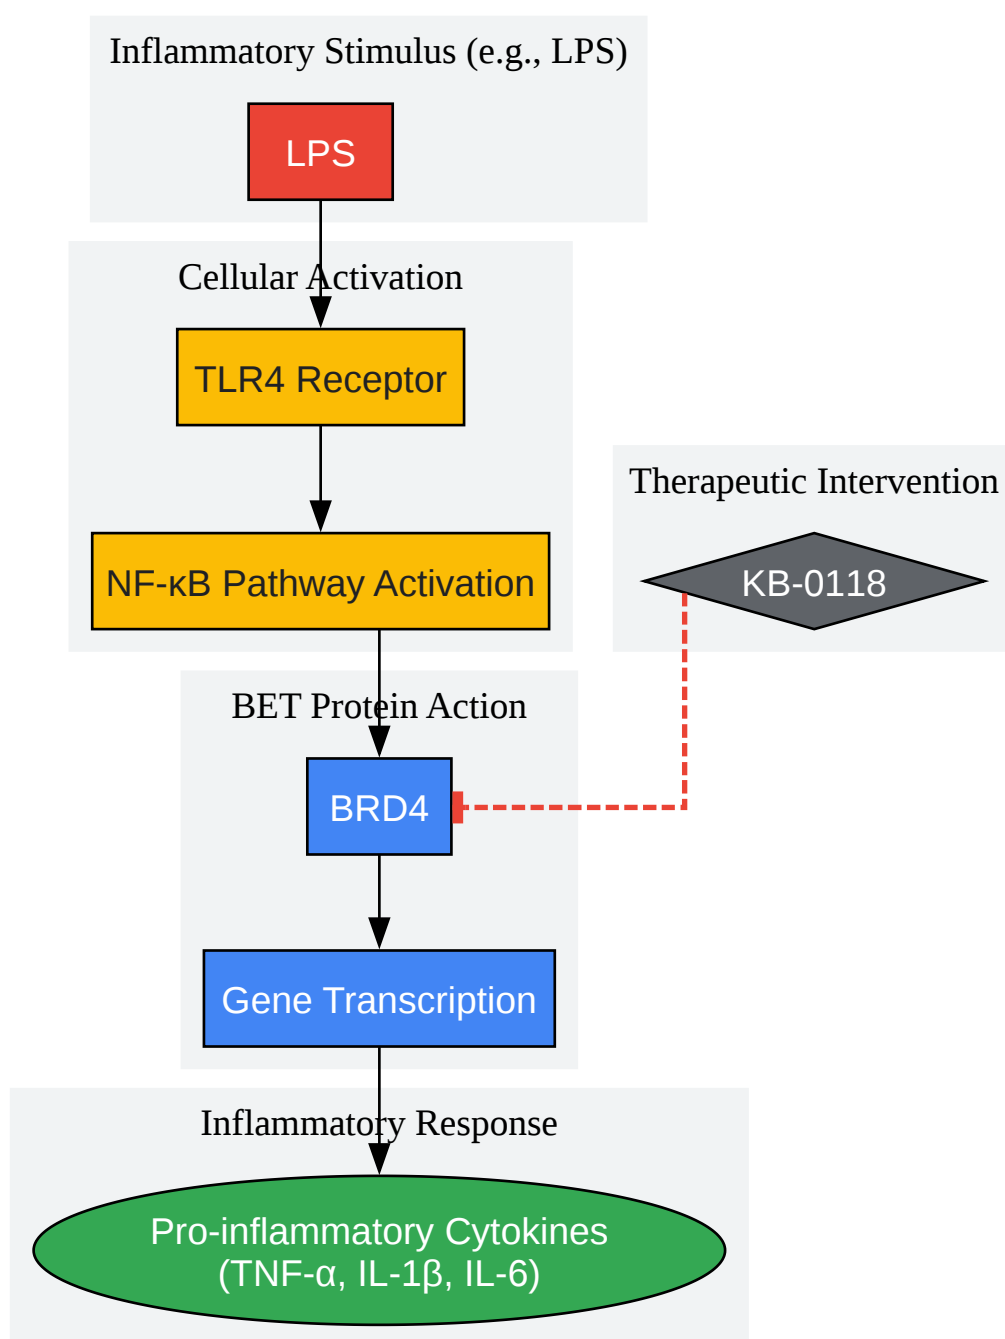 Inflammatory Stimulus (e.g., LPS)
LPS
Cellular Activation
TLR4 Receptor
NF-κB Pathway Activation
Therapeutic Intervention
KB-0118
BET Protein Action
BRD4
Gene Transcription
Inflammatory Response
Pro-inflammatory Cytokines
(TNF-α, IL-1β, IL-6)